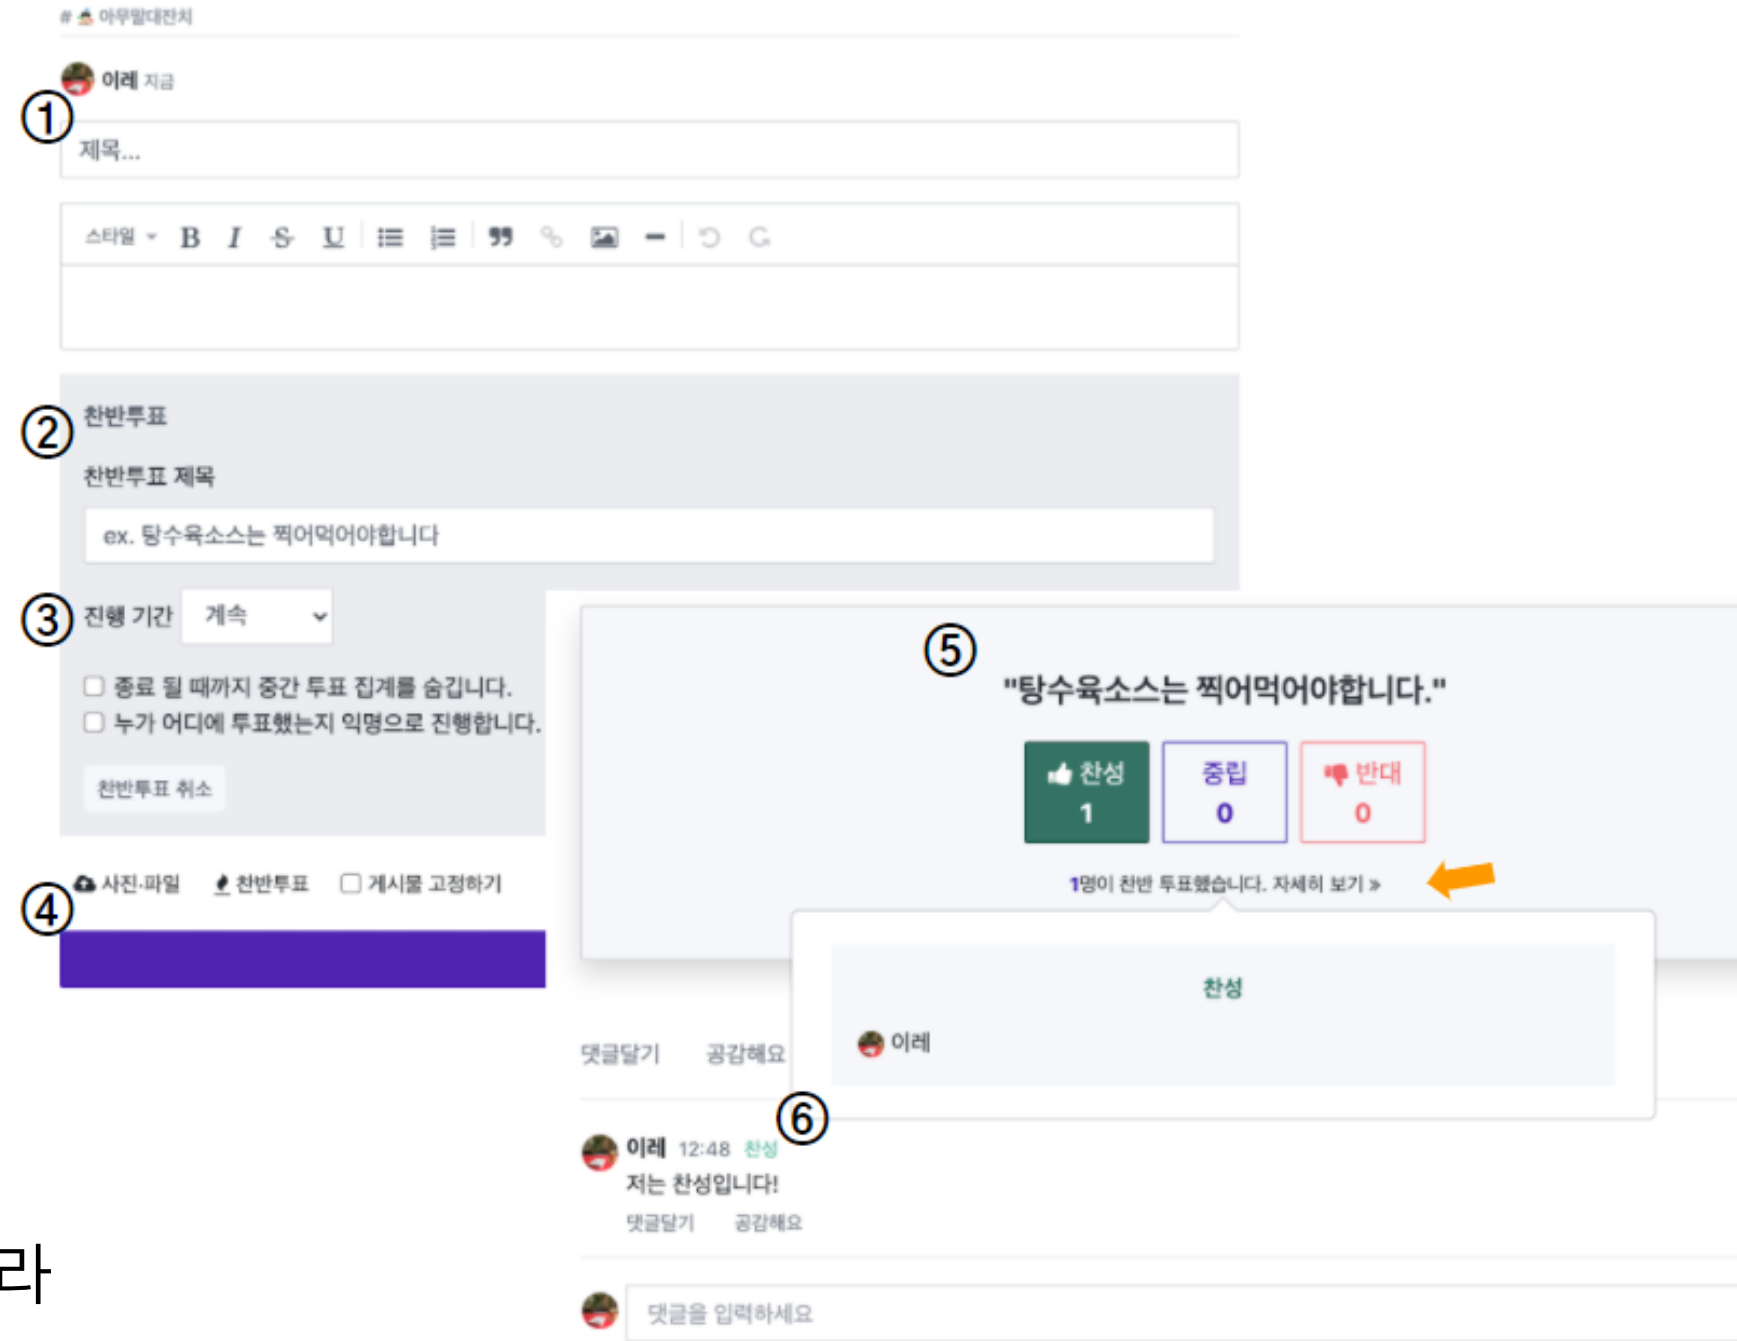 # 아무말대잔치
이레 지금
①
제목...
스타일 B I S U
②
찬반투표
찬반투표 제목
ex. 탕수육소스는 찍어먹어야합니다
③
진행 기간 계속
종료 될 때까지 중간 투표 집계를 숨깁니다.
누가 어디에 투표했는지 익명으로 진행합니다.
찬반투표 취소
④
사진·파일 찬반투표 게시물 고정하기
⑤
"탕수육소스는 찍어먹어야합니다."
찬성 중립 반대
1 0 0
1명이 찬반 투표했습니다. 자세히 보기 »
찬성
이레
댓글달기 공감해요
⑥
이레 12:48 찬성
저는 찬성입니다!
댓글달기 공감해요
댓글을 입력하세요
라